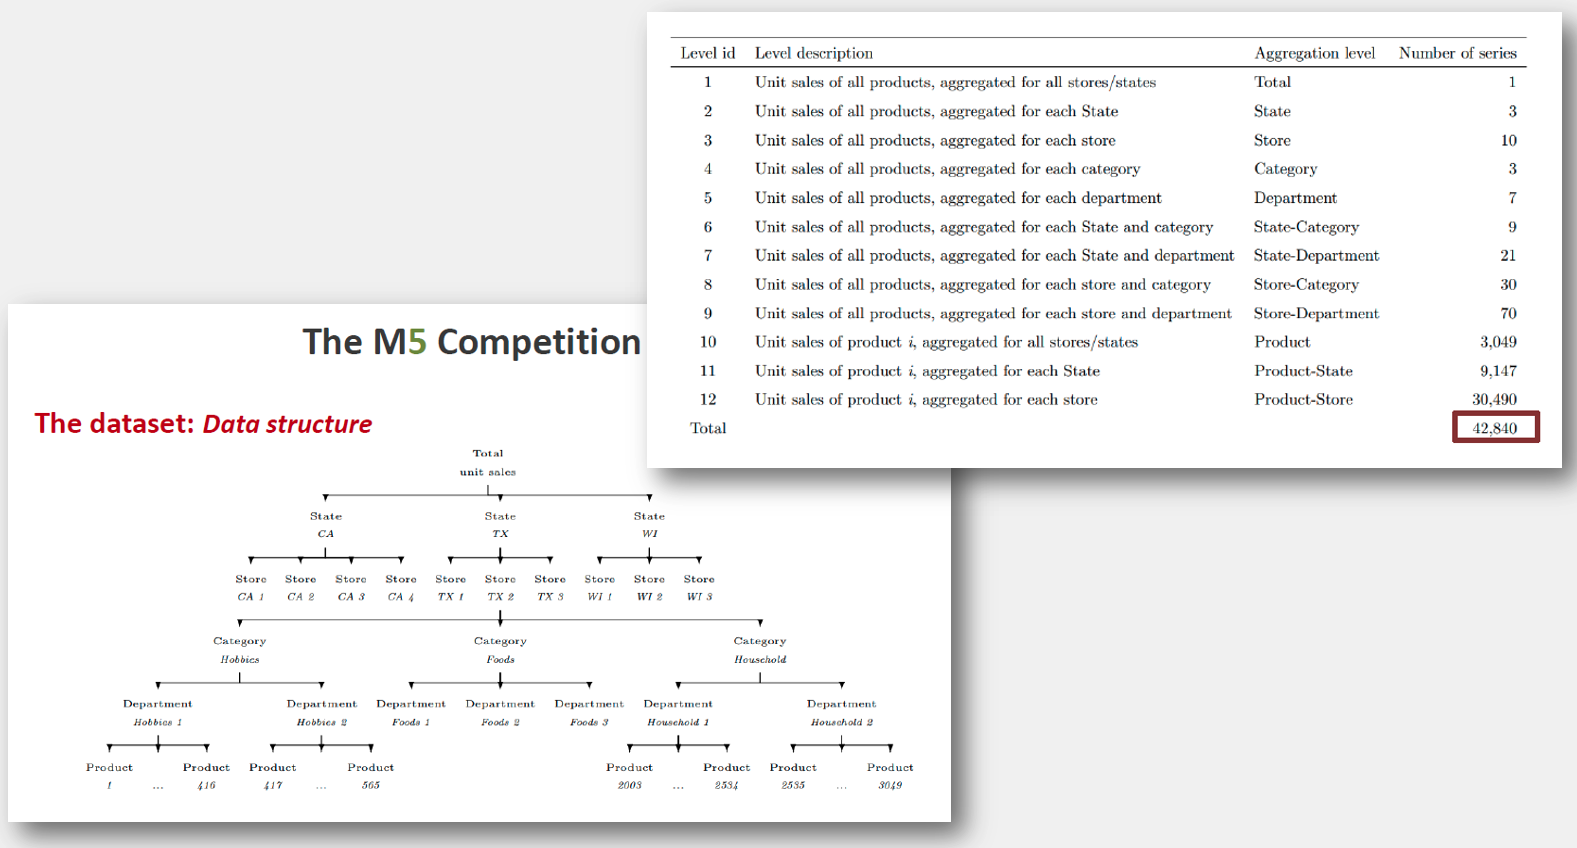 Level id Level description Aggregation level Number of series
1 Unit sales of all products, aggregated for all stores/states Total 1
2 Unit sales of all products, aggregated for each State State 3
3 Unit sales of all products, aggregated for each store Store 10
4 Unit sales of all products, aggregated for each category Category 3
5 Unit sales of all products, aggregated for each department Department 7
6 Unit sales of all products, aggregated for each State and category State-Category 9
7 Unit sales of all products, aggregated for each State and department State-Department 21
8 Unit sales of all products, aggregated for each store and category Store-Category 30
9 Unit sales of all products, aggregated for each store and department Store-Department 70
10 Unit sales of product i, aggregated for all stores/states Product 3,049
11 Unit sales of product i, aggregated for each State Product-State 9,147
12 Unit sales of product i, aggregated for each store Product-Store 30,490
Total 42,840
The M5 Competition
The dataset: Data structure
Total
unit sales
State State State
CA TX WI
Store Store Store Store Store Store Store Store Store Store
CA 1 CA 2 CA 3 CA 4 TX 1 TX 2 TX 3 WI 1 WI 2 WI 3
Category Category Category
Hobbies Foods Household
Department Department Department Department Department Department Department
Hobbies 1 Hobbies 2 Foods 1 Foods 2 Foods 3 Household 1 Household 2
Product Product Product Product Product Product Product Product
1 ... 416 417 ... 565 2003 ... 2534 2535 ... 3049